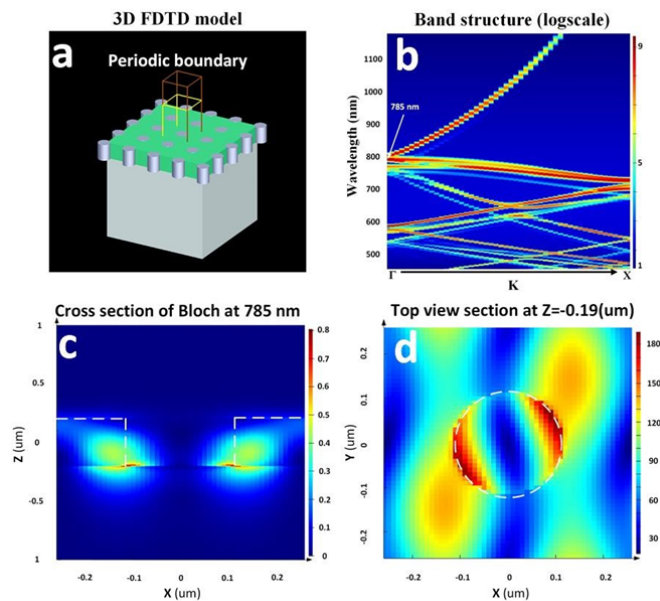 3D FDTD model
a
Periodic boundary
Band structure (logscale)
b
785 nm
Wavelength (nm)
1100
1000
900
800
700
600
500
9
5
1
Γ
K
X
Cross section of Bloch at 785 nm
c
Z (um)
1
0.5
0
-0.5
1
-0.2
-0.1
0
0.1
0.2
X (um)
0.8
0.7
0.6
0.5
0.4
0.3
0.2
0.1
0
Top view section at Z=-0.19(um)
d
Y (um)
0.2
0.1
0
-0.1
-0.2
-0.2
-0.1
0
0.1
0.2
X (um)
180
150
120
90
60
30